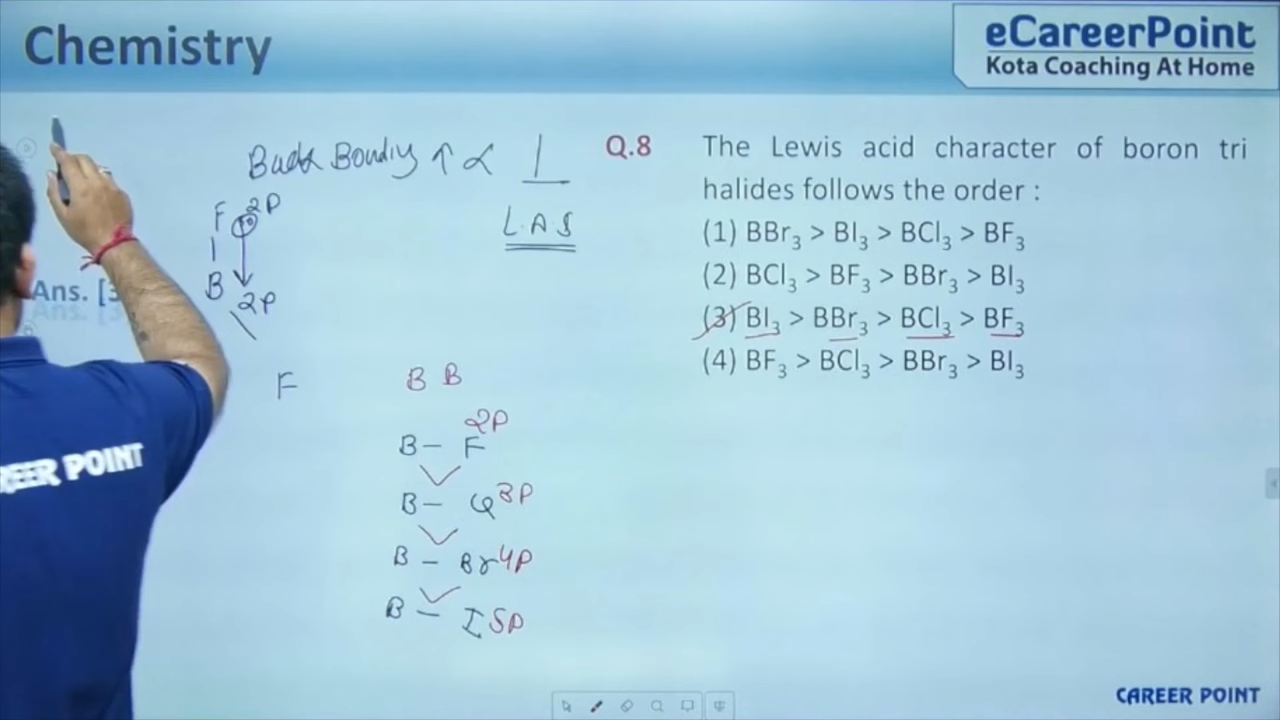 Chemistry
eCareerPoint
Kota Coaching At Home
Back Bonding ↑ ∝ 1
L.A.S
F 2P
B 2P
F
Ans. [3
B B
B – F 2P
B – Cl 3P
B – Br 4P
B – I 5P
Q.8 The Lewis acid character of boron tri
halides follows the order :
(1) BBr₃ > BI₃ > BCl₃ > BF₃
(2) BCl₃ > BF₃ > BBr₃ > BI₃
(3) BI₃ > BBr₃ > BCl₃ > BF₃
(4) BF₃ > BCl₃ > BBr₃ > BI₃
REER POINT
CAREER POINT